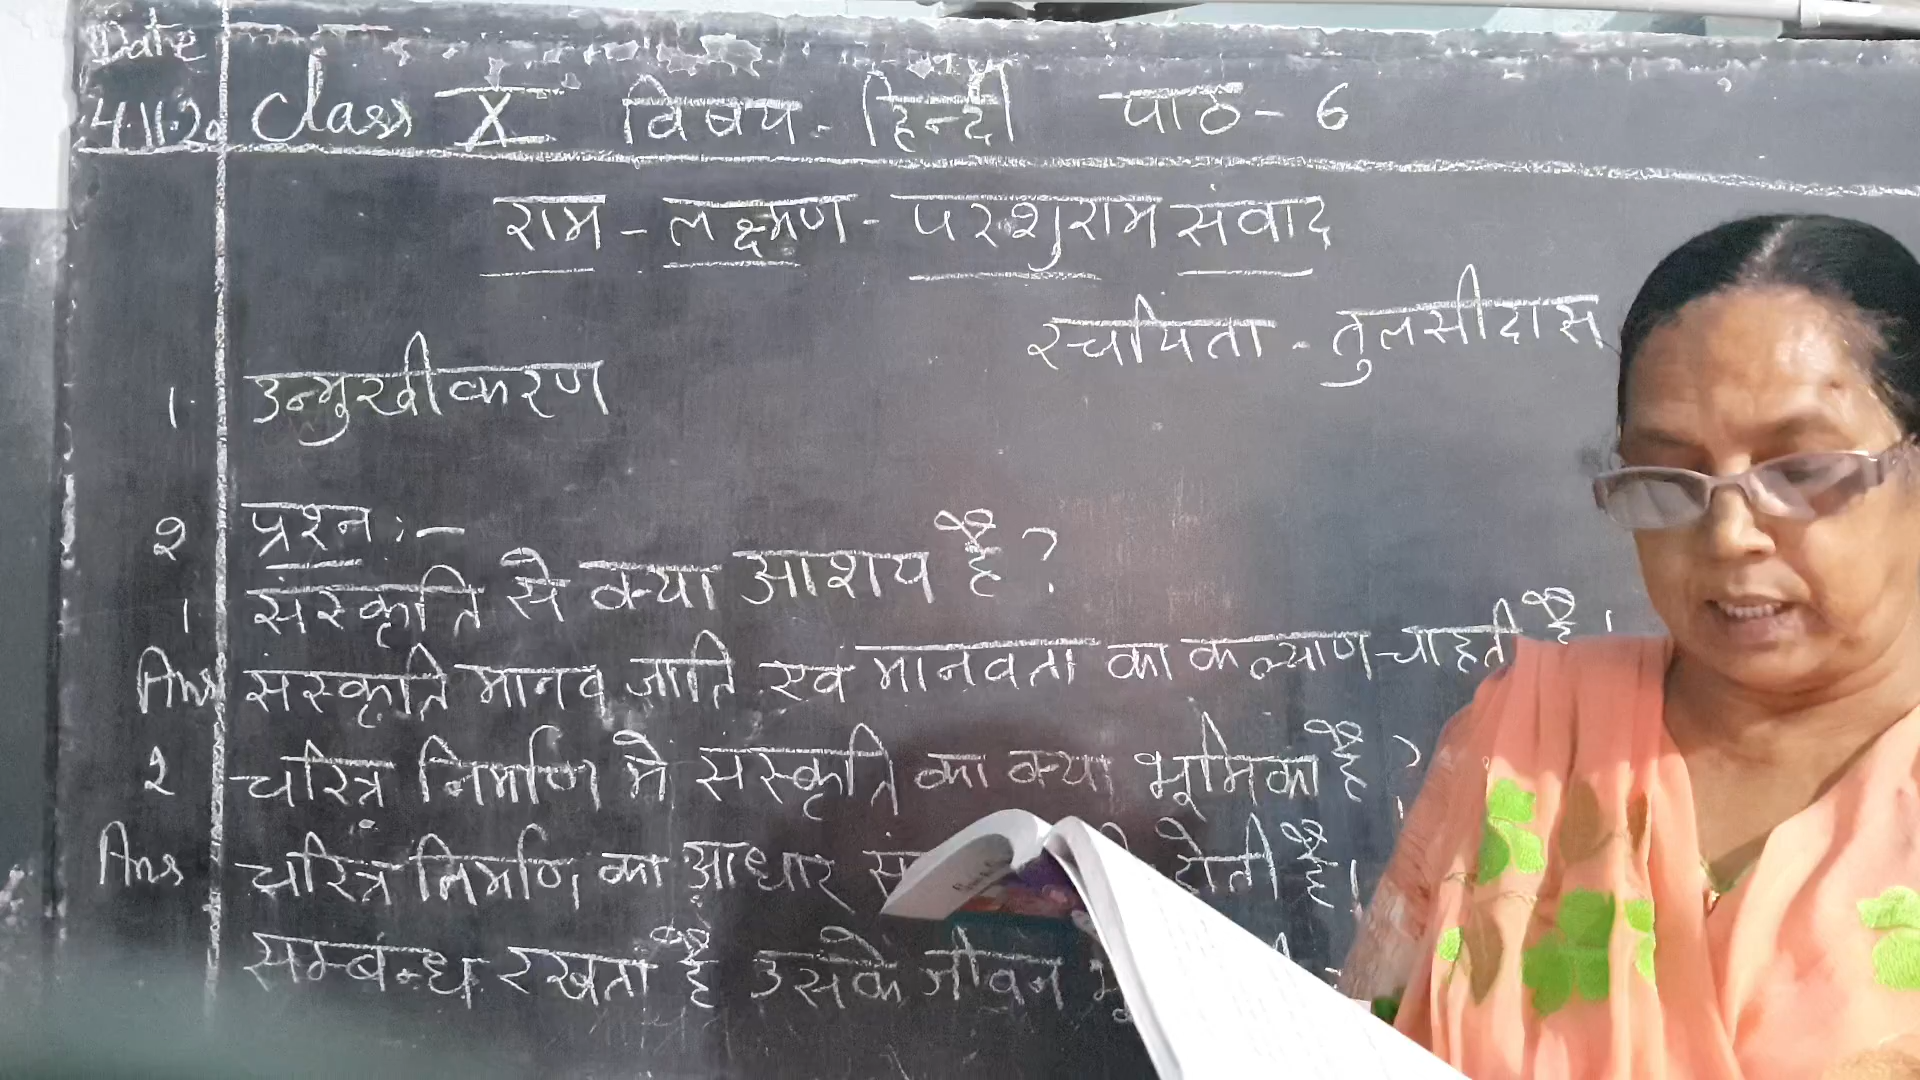 Date
4.11.20 Class X विषय - हिन्दी पाठ - 6
राम - लक्ष्मण - परशुराम संवाद
रचयिता - तुलसीदास
1. उन्मुखीकरण
2 प्रश्न :-
1 संस्कृति से क्या आशय है ?
Ans संस्कृति मानव जाति एवं मानवता का कल्याण चाहती है ।
2 चरित्र निर्माण मे संस्कृति का क्या भूमिका है ?
Ans चरित्र निर्माण का आधार होती है ।
सम्बन्ध रखता है उसके जीवन